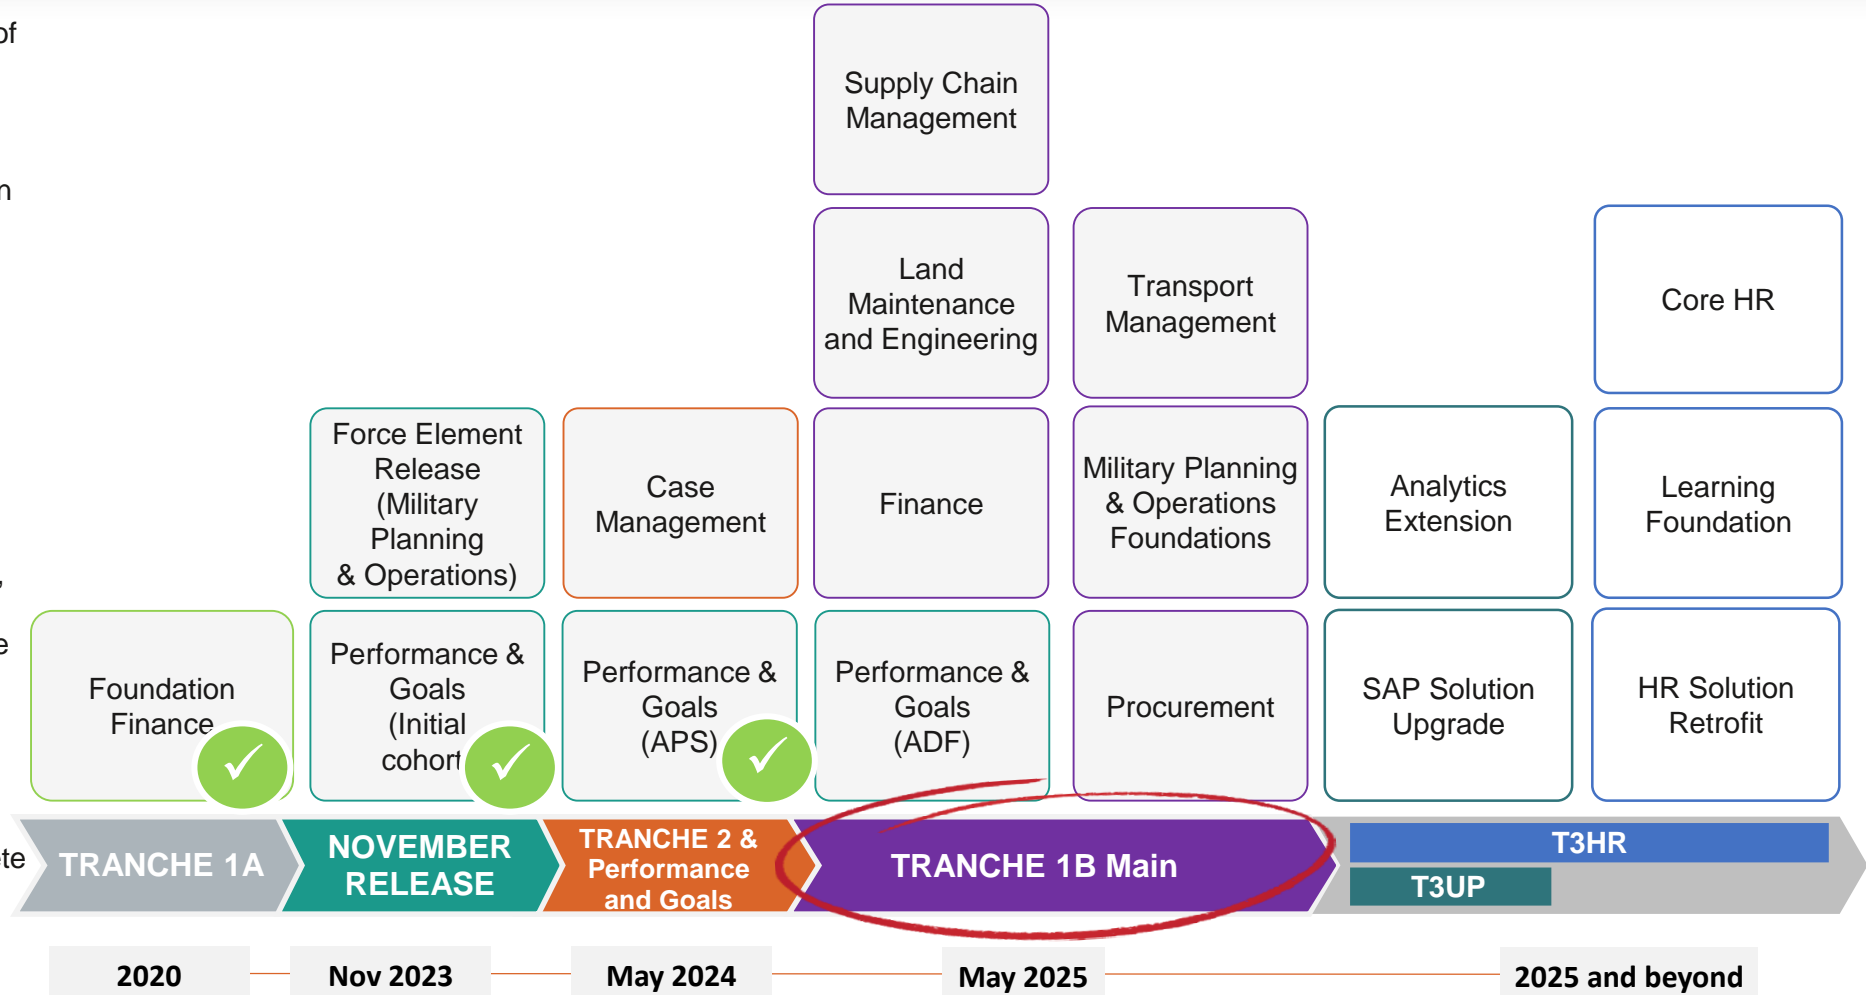 of
n
,
e
ete
Supply Chain
Management
Land
Maintenance
and Engineering
Transport
Management
Core HR
Force Element
Release
(Military
Planning
& Operations)
Case
Management
Finance
Military Planning
& Operations
Foundations
Analytics
Extension
Learning
Foundation
Foundation
Finance
Performance &
Goals
(Initial
cohort
Performance &
Goals
(APS)
Performance &
Goals
(ADF)
Procurement
SAP Solution
Upgrade
HR Solution
Retrofit
TRANCHE 1A
NOVEMBER
RELEASE
TRANCHE 2 &
Performance
and Goals
TRANCHE 1B Main
T3HR
T3UP
2020
Nov 2023
May 2024
May 2025
2025 and beyond